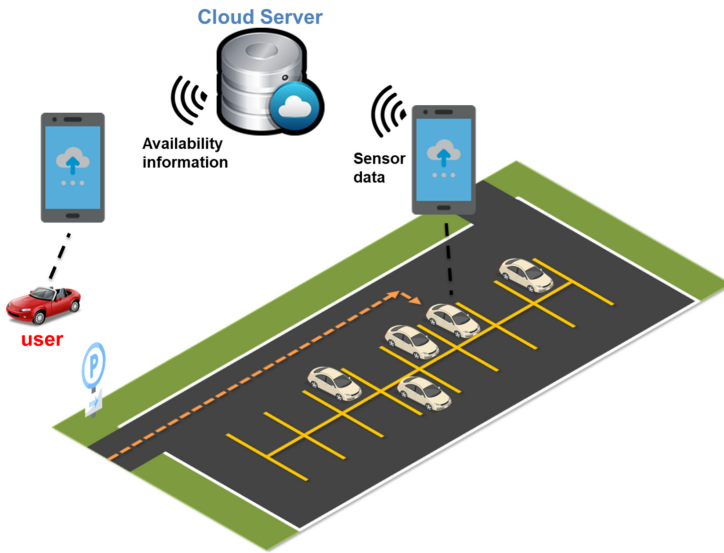 Cloud Server
Availability
information
Sensor
data
user
P